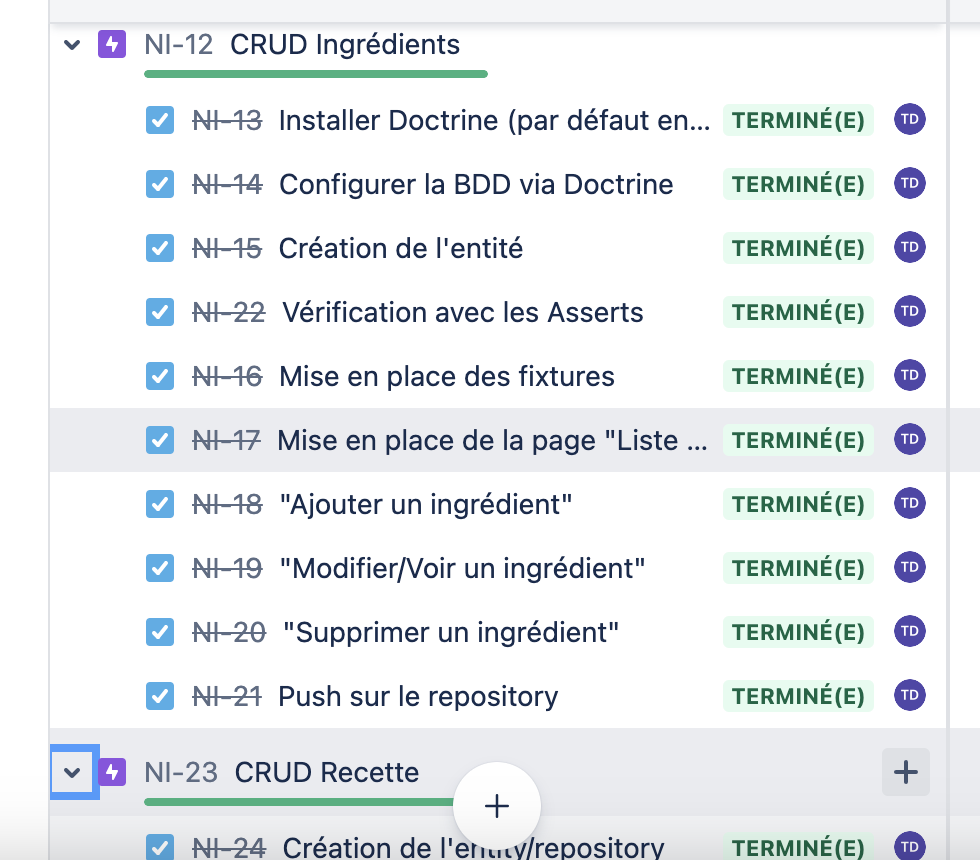 NI-12 CRUD Ingrédients
NI-13 Installer Doctrine (par défaut en... TERMINÉ(E) TD
NI-14 Configurer la BDD via Doctrine TERMINÉ(E) TD
NI-15 Création de l'entité TERMINÉ(E) TD
NI-22 Vérification avec les Asserts TERMINÉ(E) TD
NI-16 Mise en place des fixtures TERMINÉ(E) TD
NI-17 Mise en place de la page "Liste ... TERMINÉ(E) TD
NI-18 "Ajouter un ingrédient" TERMINÉ(E) TD
NI-19 "Modifier/Voir un ingrédient" TERMINÉ(E) TD
NI-20 "Supprimer un ingrédient" TERMINÉ(E) TD
NI-21 Push sur le repository TERMINÉ(E) TD
NI-23 CRUD Recette
NI-24 Création de l'entity/repository TERMINÉ(E) TD